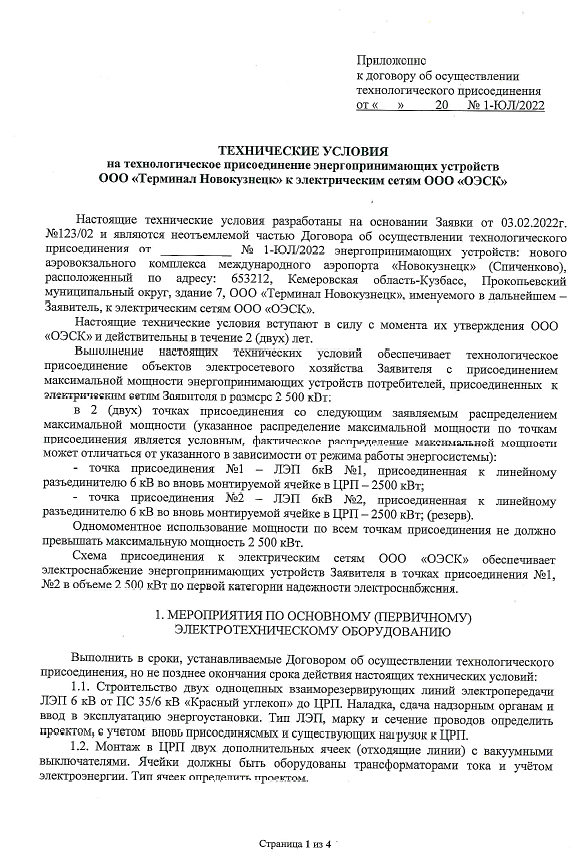 Приложение
к договору об осуществлении
технологического присоединения
от « » 20 № 1-ЮЛ/2022
ТЕХНИЧЕСКИЕ УСЛОВИЯ
на технологическое присоединение энергопринимающих устройств
ООО «Терминал Новокузнецк» к электрическим сетям ООО «ОЭСК»
Настоящие технические условия разработаны на основании Заявки от 03.02.2022г.
№123/02 и являются неотъемлемой частью Договора об осуществлении технологического
присоединения от __________ № 1-ЮЛ/2022 энергопринимающих устройств: нового
аэровокзального комплекса международного аэропорта «Новокузнецк» (Спиченково),
расположенный по адресу: 653212, Кемеровская область-Кузбасс, Прокопьевский
муниципальный округ, здание 7, ООО «Терминал Новокузнецк», именуемого в дальнейшем –
Заявитель, к электрическим сетям ООО «ОЭСК».
Настоящие технические условия вступают в силу с момента их утверждения ООО
«ОЭСК» и действительны в течение 2 (двух) лет.
Выполнение настоящих технических условий обеспечивает технологическое
присоединение объектов электросетевого хозяйства Заявителя с присоединением
максимальной мощности энергопринимающих устройств потребителей, присоединенных к
электрическим сетям Заявителя в размере 2 500 кВт:
в 2 (двух) точках присоединения со следующим заявляемым распределением
максимальной мощности (указанное распределение максимальной мощности по точкам
присоединения является условным, фактическое распределение максимальной мощности
может отличаться от указанного в зависимости от режима работы энергосистемы):
- точка присоединения №1 – ЛЭП 6кВ №1, присоединенная к линейному
разъединителю 6 кВ во вновь монтируемой ячейке в ЦРП – 2500 кВт;
- точка присоединения №2 – ЛЭП 6кВ №2, присоединенная к линейному
разъединителю 6 кВ во вновь монтируемой ячейке в ЦРП – 2500 кВт; (резерв).
Одномоментное использование мощности по всем точкам присоединения не должно
превышать максимальную мощность 2 500 кВт.
Схема присоединения к электрическим сетям ООО «ОЭСК» обеспечивает
электроснабжение энергопринимающих устройств Заявителя в точках присоединения №1,
№2 в объеме 2 500 кВт по первой категории надежности электроснабжения.
1. МЕРОПРИЯТИЯ ПО ОСНОВНОМУ (ПЕРВИЧНОМУ)
ЭЛЕКТРОТЕХНИЧЕСКОМУ ОБОРУДОВАНИЮ
Выполнить в сроки, устанавливаемые Договором об осуществлении технологического
присоединения, но не позднее окончания срока действия настоящих технических условий:
1.1. Строительство двух одноцепных взаиморезервирующих линий электропередачи
ЛЭП 6 кВ от ПС 35/6 кВ «Красный углекоп» до ЦРП. Наладка, сдача надзорным органам и
ввод в эксплуатацию энергоустановки. Тип ЛЭП, марку и сечение проводов определить
проектом, с учетом вновь присоединяемых и существующих нагрузок к ЦРП.
1.2. Монтаж в ЦРП двух дополнительных ячеек (отходящие линии) с вакуумными
выключателями. Ячейки должны быть оборудованы трансформаторами тока и учётом
электроэнергии. Тип ячеек определить проектом.
Страница 1 из 4